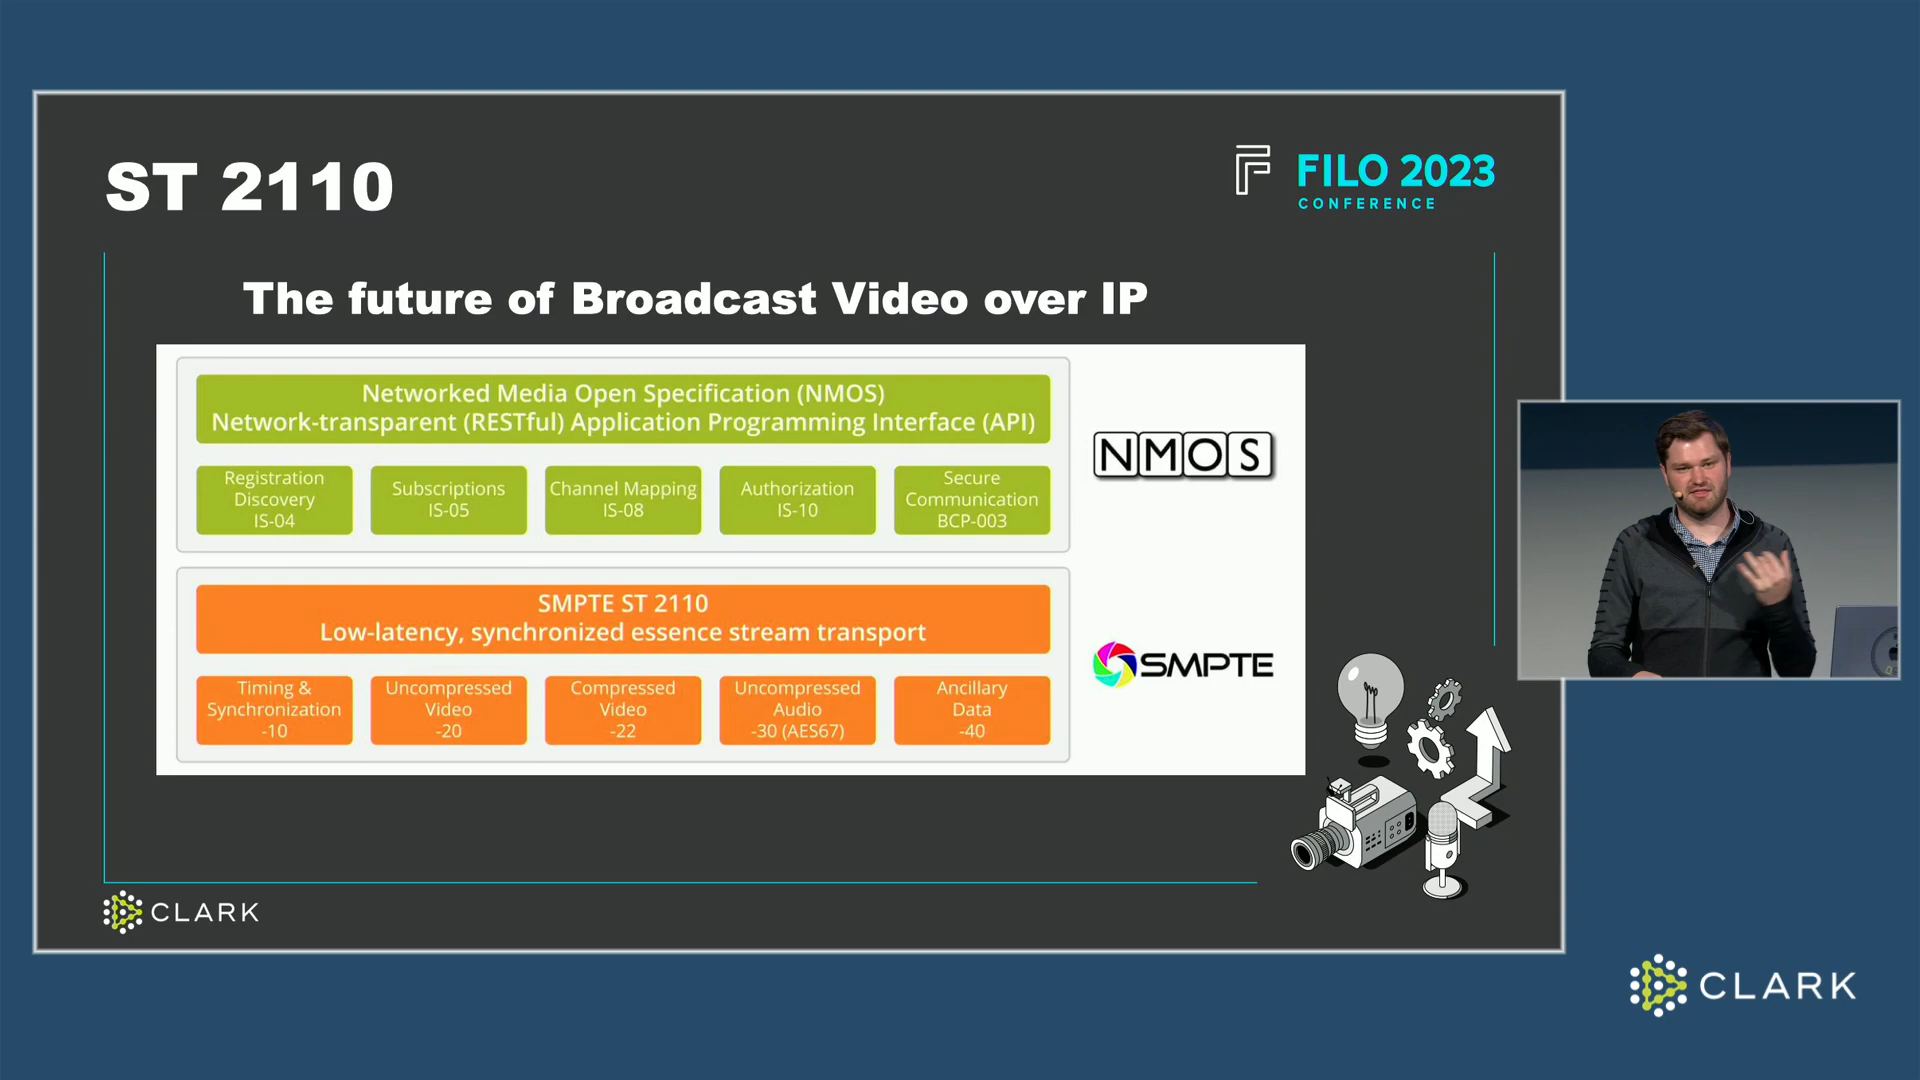 ST 2110
FILO 2023
CONFERENCE
The future of Broadcast Video over IP
Networked Media Open Specification (NMOS)
Network-transparent (RESTful) Application Programming Interface (API)
Registration
Discovery
IS-04
Subscriptions
IS-05
Channel Mapping
IS-08
Authorization
IS-10
Secure
Communication
BCP-003
NMOS
SMPTE ST 2110
Low-latency, synchronized essence stream transport
SMPTE
Timing &
Synchronization
-10
Uncompressed
Video
-20
Compressed
Video
-22
Uncompressed
Audio
-30 (AES67)
Ancillary
Data
-40
CLARK
CLARK